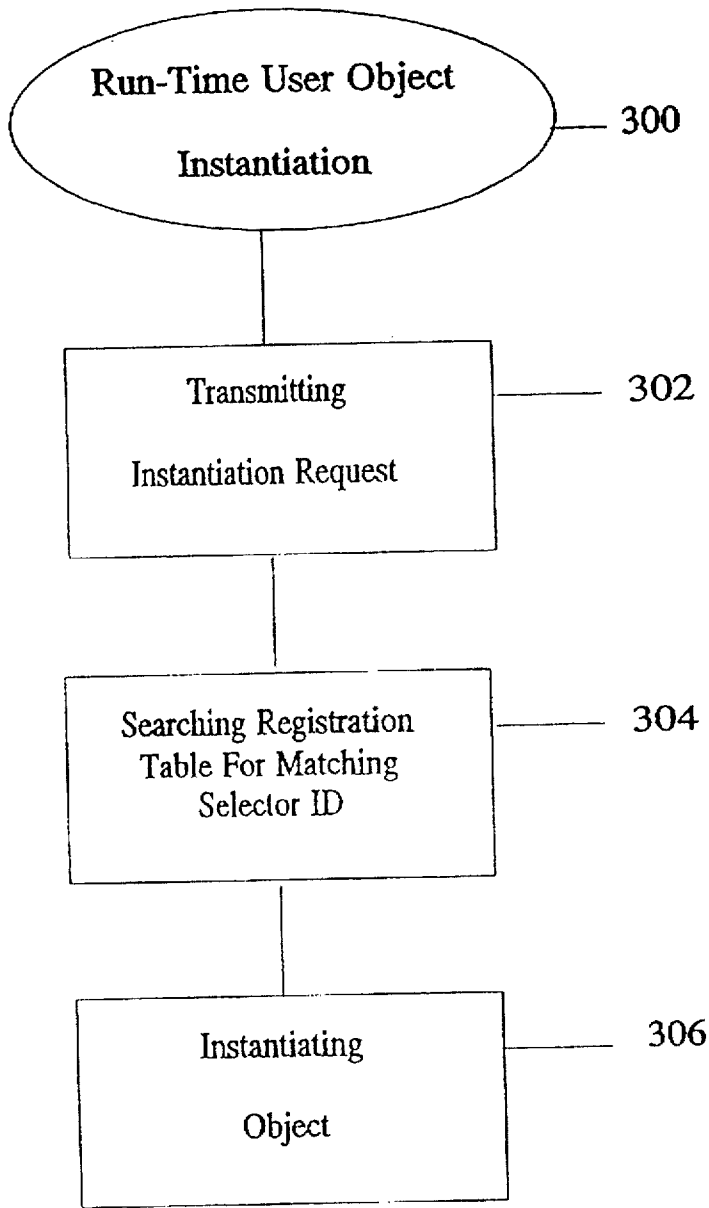 Run-Time User Object
Instantiation
300
Transmitting
Instantiation Request
302
Searching Registration
Table For Matching
Selector ID
304
Instantiating
Object
306